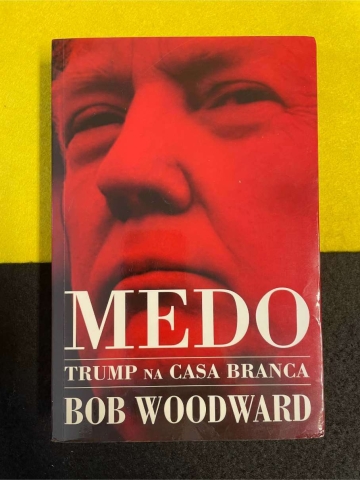 MEDO
TRUMP NA CASA BRANCA
BOB WOODWARD